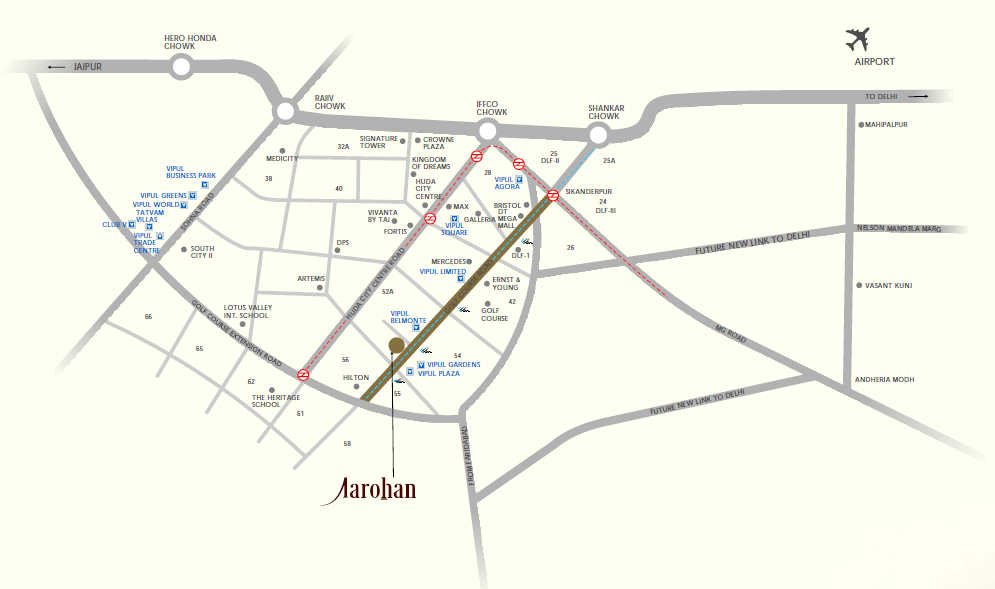 HERO HONDA
CHOWK
AIRPORT
JAIPUR
TO DELHI
RAJIV
CHOWK
IFFCO
CHOWK
SHANKAR
CHOWK
MAHIPALPUR
SIGNATURE
TOWER
CROWNE
PLAZA
32A
MEDICITY
KINGDOM
OF DREAMS
25
DLF-II
25A
VIPUL
BUSINESS PARK
38
40
28
HUDA
CITY
CENTRE
VIPUL
AGORA
SIKANDERPUR
VIPUL GREENS
VIPUL WORLD
TATVAM
VILLAS
CLUB V
VIPUL
TRADE
CENTRE
SOHNA ROAD
24
DLF-III
MAX
BRISTOL
DT
MEGA
MALL
GALLERIA
VIVANTA
BY TAJ
FORTIS
VIPUL
SQUARE
NELSON MANDELA MARG
FUTURE NEW LINK TO DELHI
26
DPS
SOUTH
CITY II
DLF-1
MERCEDES
VIPUL LIMITED
HUDA CITY CENTRE ROAD
GOLF COURSE ROAD
ARTEMIS
ERNST &
YOUNG
52A
42
VASANT KUNJ
GOLF
COURSE
LOTUS VALLEY
INT. SCHOOL
66
VIPUL
BELMONTE
GOLF COURSE EXTENSION ROAD
MG ROAD
65
56
54
VIPUL GARDENS
VIPUL PLAZA
HILTON
62
THE HERITAGE
SCHOOL
55
61
ANDHERIA MODH
FUTURE NEW LINK TO DELHI
58
FROM FARIDABAD
Aarohan